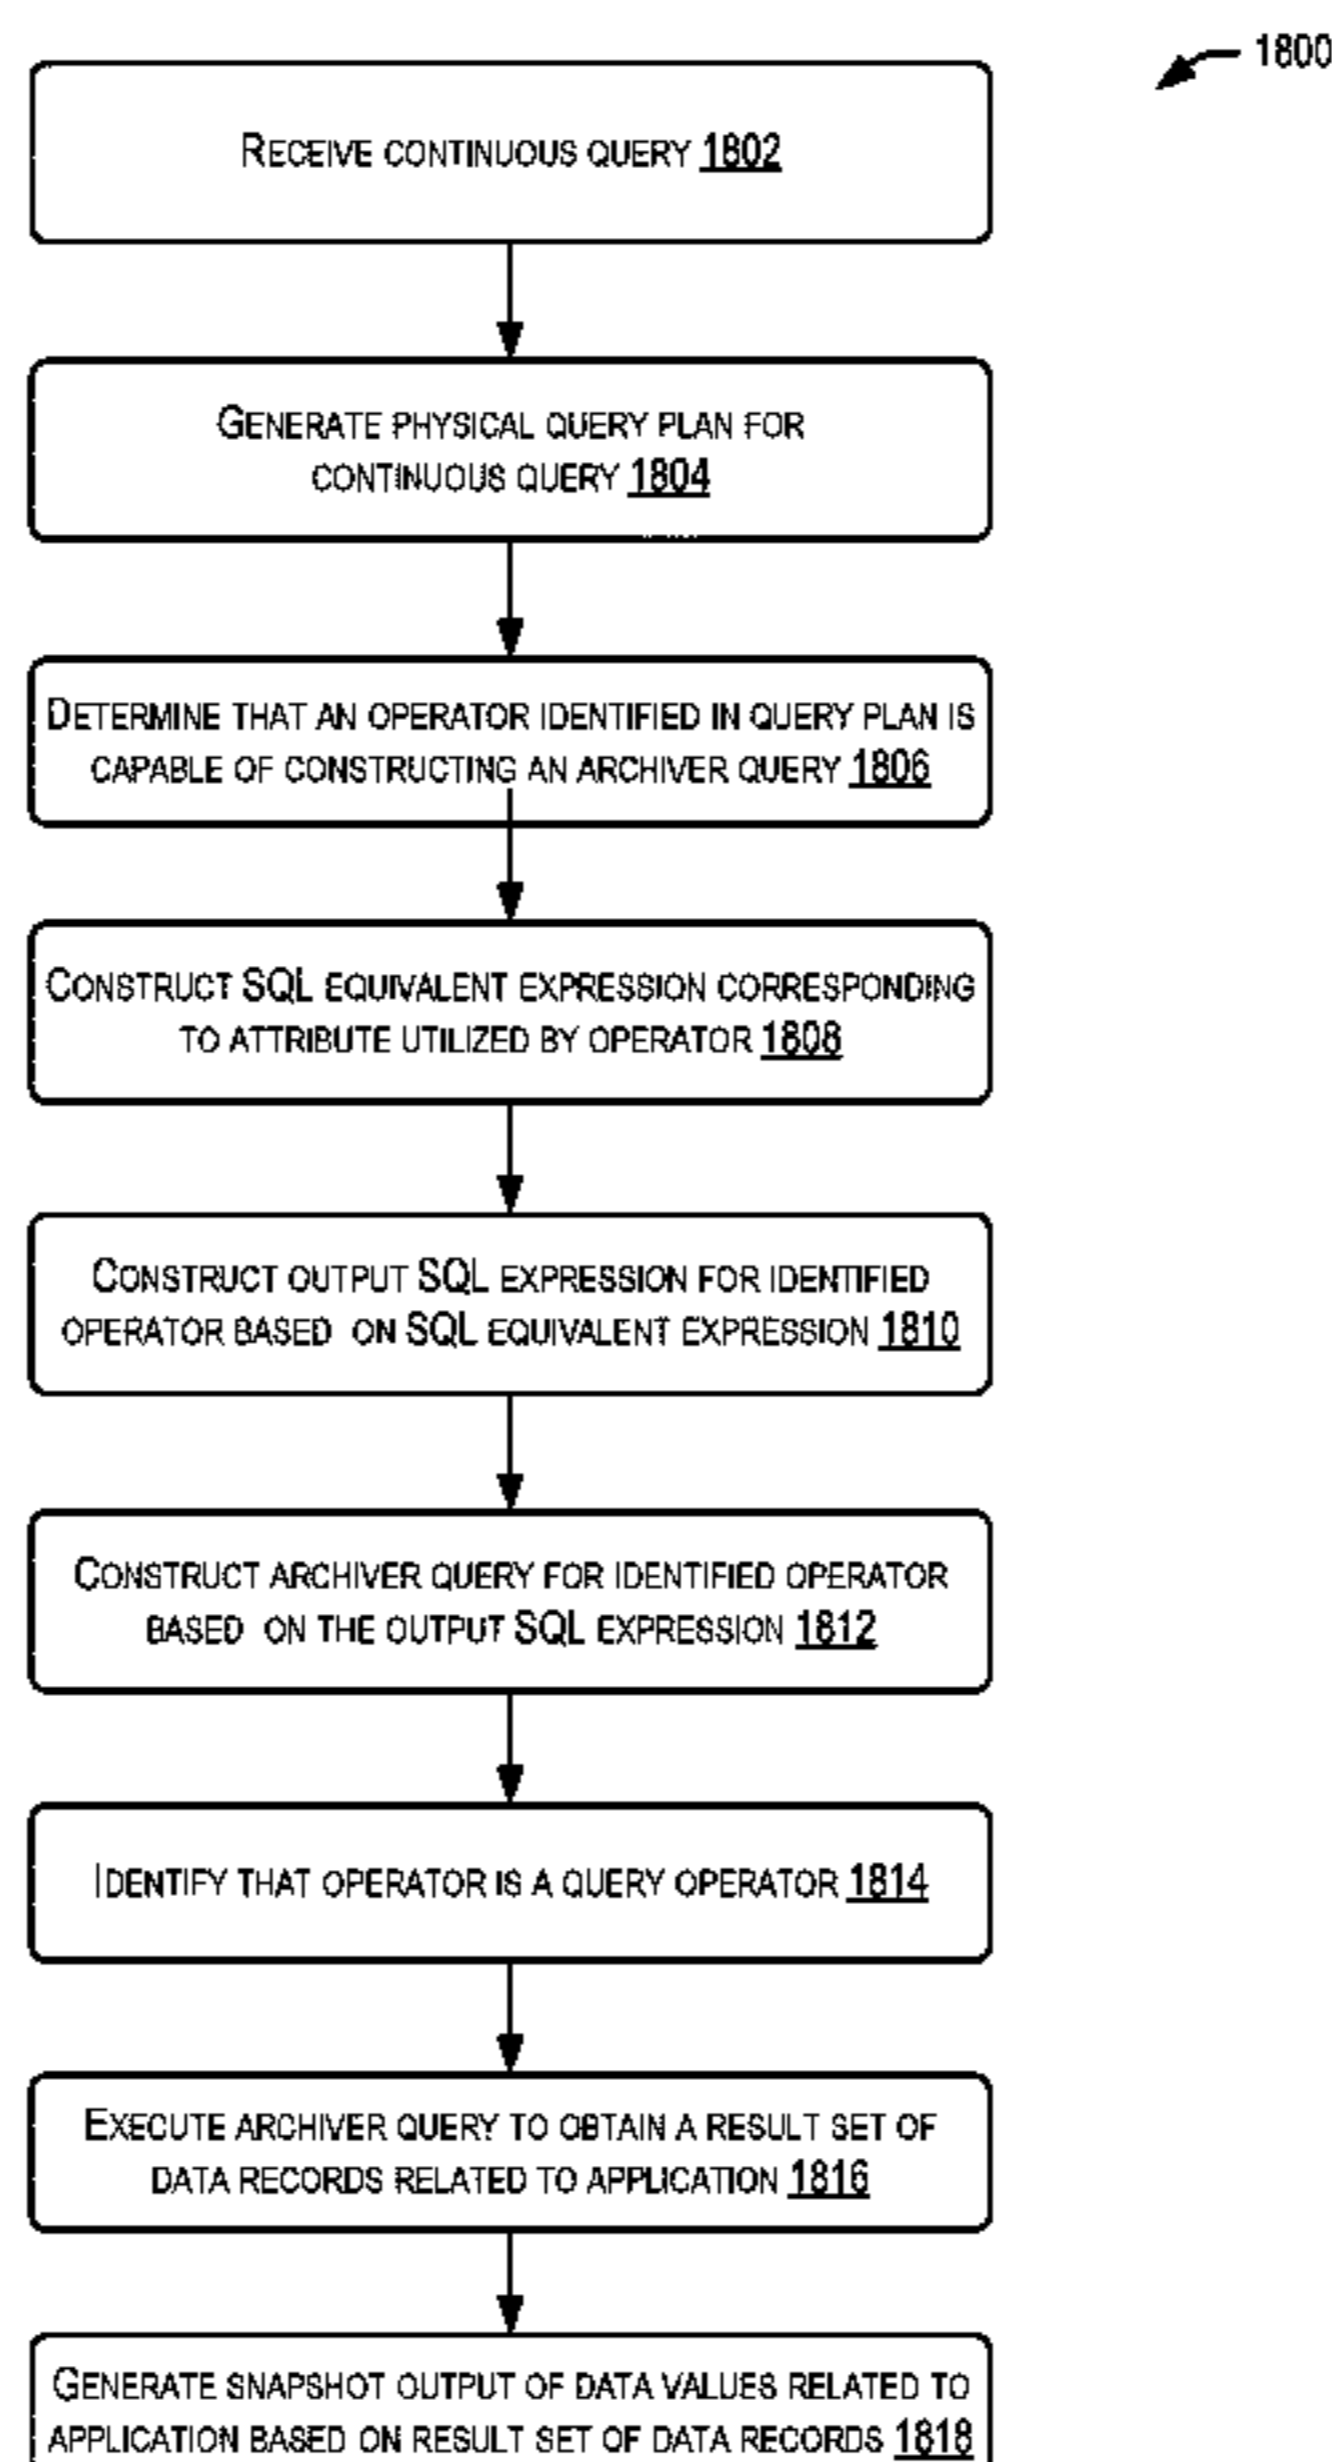 1800
RECEIVE CONTINUOUS QUERY 1802
GENERATE PHYSICAL QUERY PLAN FOR
CONTINUOUS QUERY 1804
DETERMINE THAT AN OPERATOR IDENTIFIED IN QUERY PLAN IS
CAPABLE OF CONSTRUCTING AN ARCHIVER QUERY 1806
CONSTRUCT SQL EQUIVALENT EXPRESSION CORRESPONDING
TO ATTRIBUTE UTILIZED BY OPERATOR 1808
CONSTRUCT OUTPUT SQL EXPRESSION FOR IDENTIFIED
OPERATOR BASED ON SQL EQUIVALENT EXPRESSION 1810
CONSTRUCT ARCHIVER QUERY FOR IDENTIFIED OPERATOR
BASED ON THE OUTPUT SQL EXPRESSION 1812
IDENTIFY THAT OPERATOR IS A QUERY OPERATOR 1814
EXECUTE ARCHIVER QUERY TO OBTAIN A RESULT SET OF
DATA RECORDS RELATED TO APPLICATION 1816
GENERATE SNAPSHOT OUTPUT OF DATA VALUES RELATED TO
APPLICATION BASED ON RESULT SET OF DATA RECORDS 1818